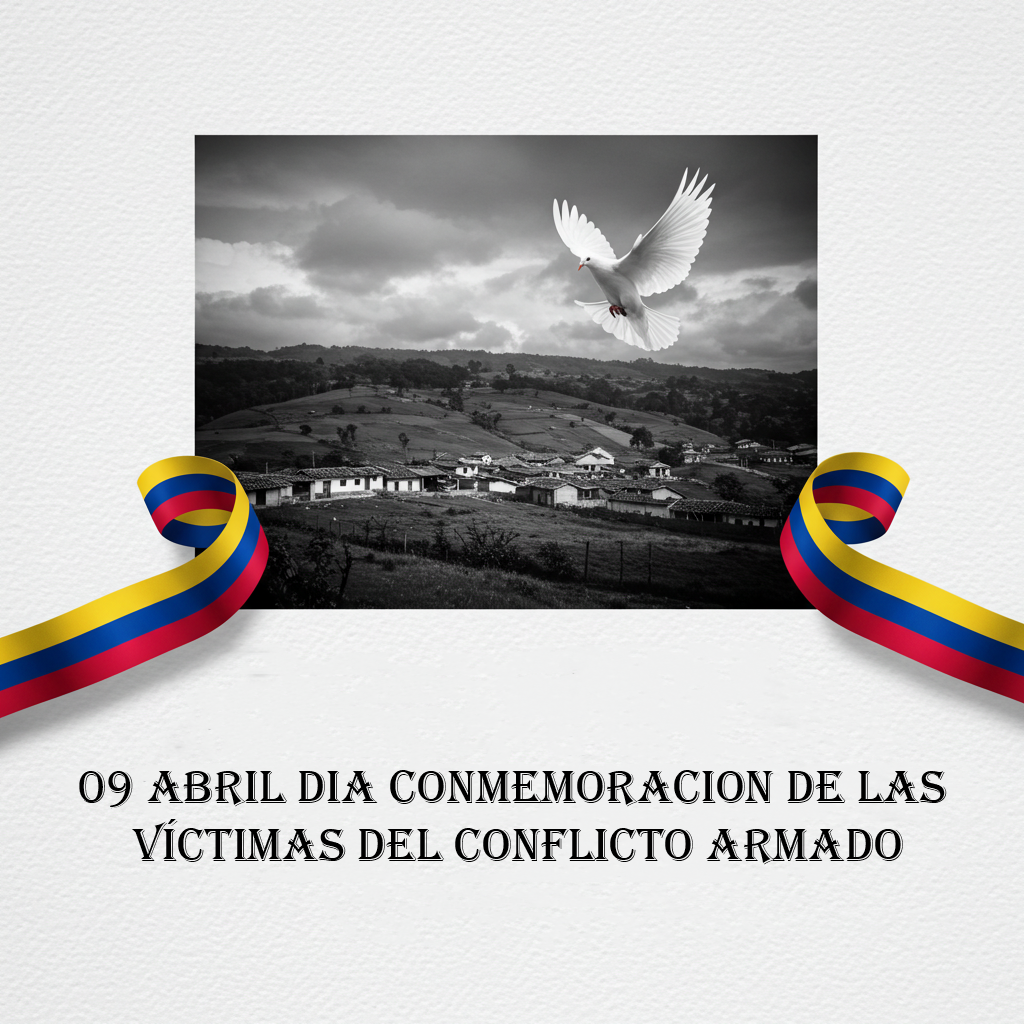 09 ABRIL DIA CONMEMORACION DE LAS
VÍCTIMAS DEL CONFLICTO ARMADO